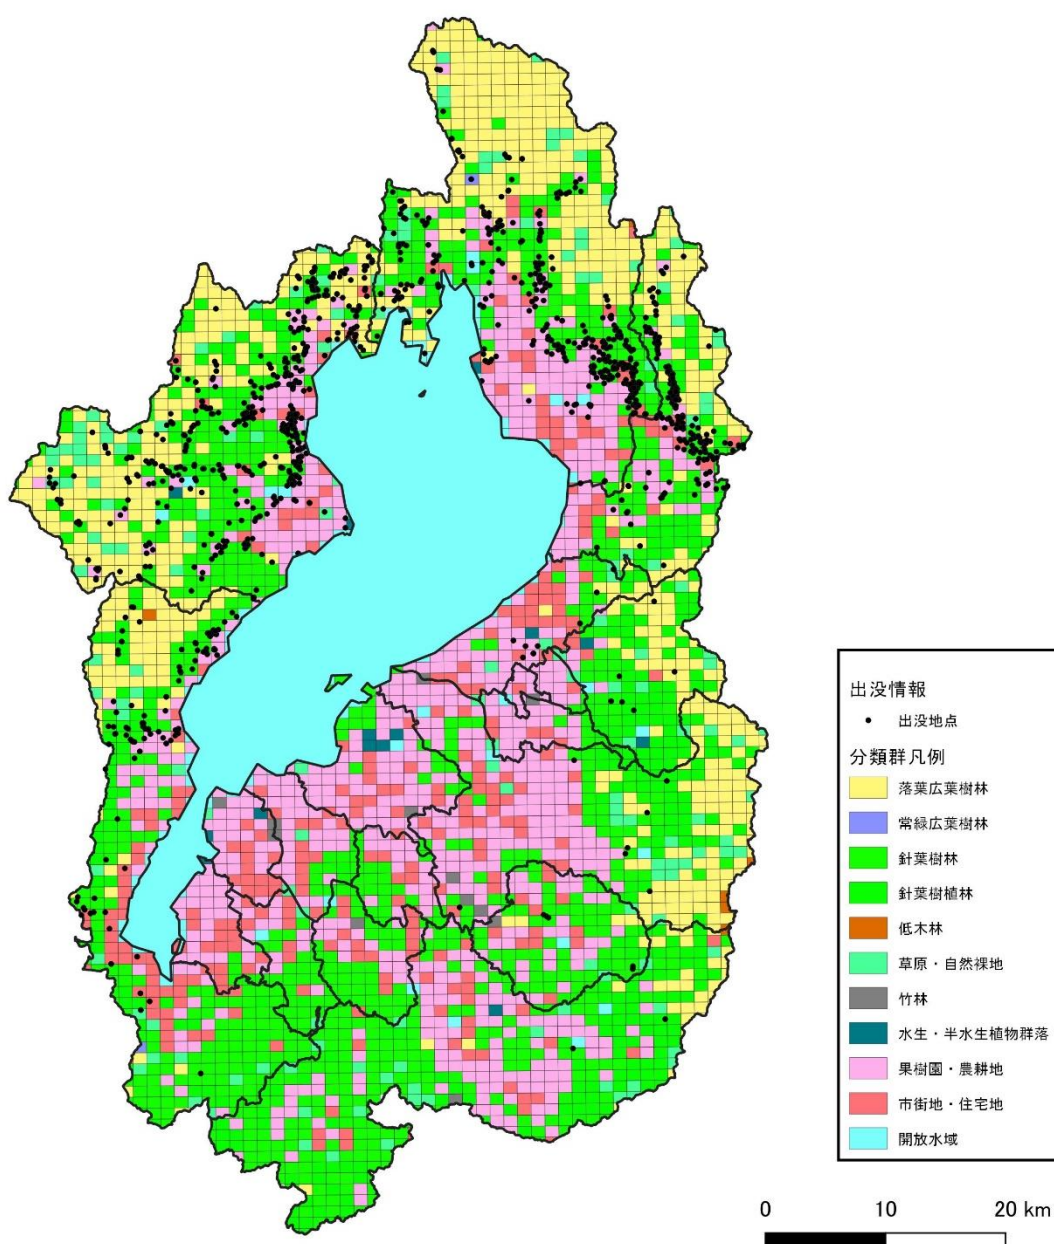 出没情報
出没地点
分類群凡例
落葉広葉樹林
常緑広葉樹林
針葉樹林
針葉樹植林
低木林
草原・自然裸地
竹林
水生・半水生植物群落
果樹園・農耕地
市街地・住宅地
開放水域
0 10 20 km